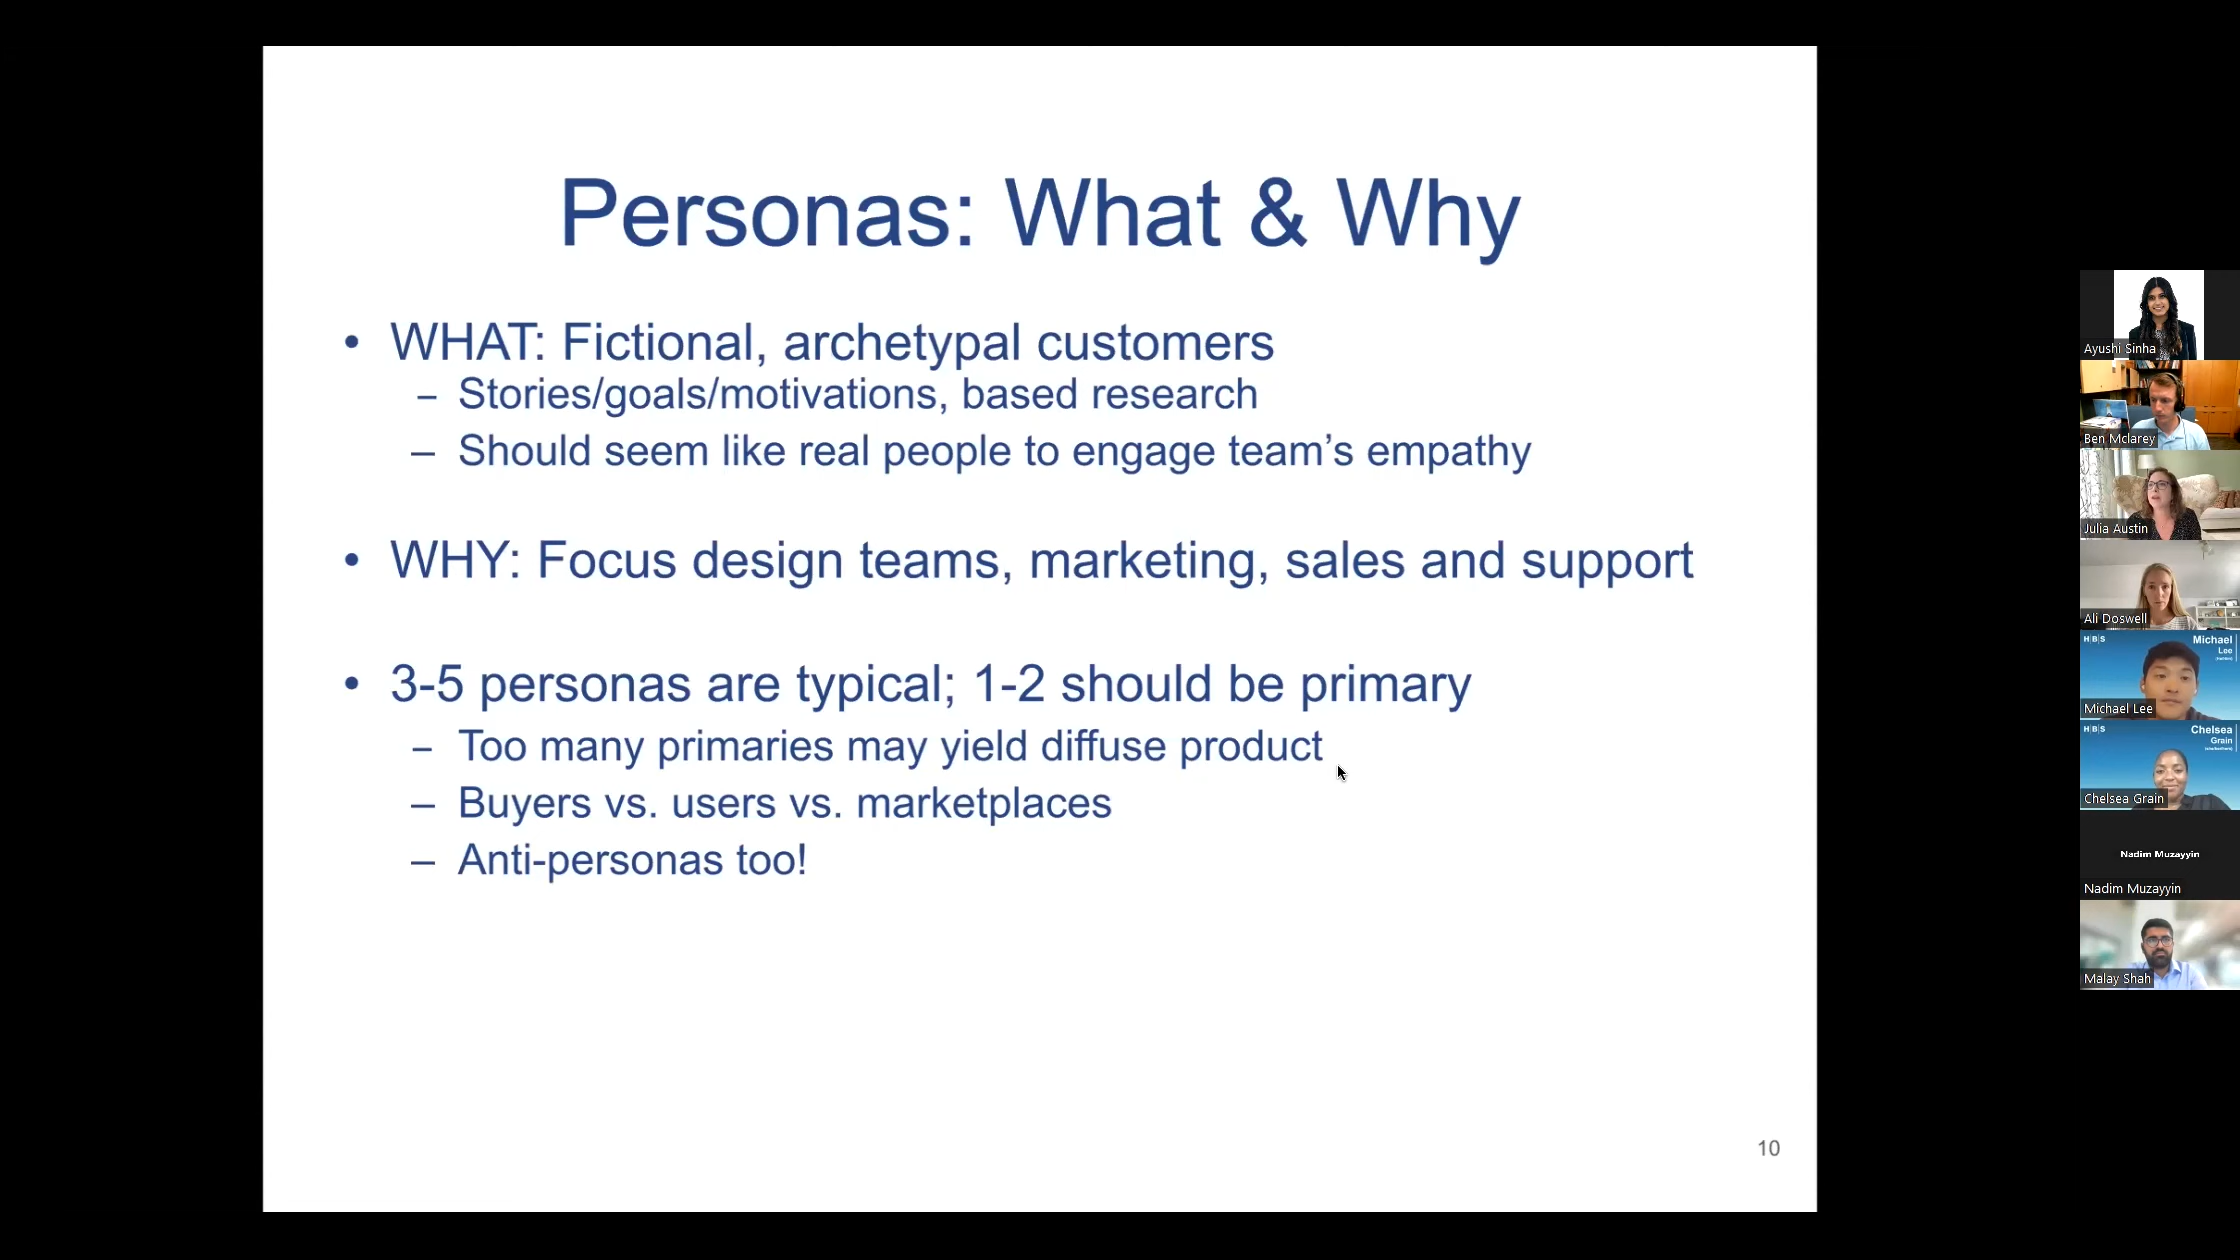 Personas: What & Why
• WHAT: Fictional, archetypal customers
– Stories/goals/motivations, based research
– Should seem like real people to engage team’s empathy
• WHY: Focus design teams, marketing, sales and support
• 3-5 personas are typical; 1-2 should be primary
– Too many primaries may yield diffuse product
– Buyers vs. users vs. marketplaces
– Anti-personas too!
10
Ayushi Sinha
Ben Mclarey
Julia Austin
Ali Doswell
H|B|S
Michael
Lee
Michael Lee
H|B|S
Chelsea
Grain
Chelsea Grain
Nadim Muzayyin
Nadim Muzayyin
Malay Shah